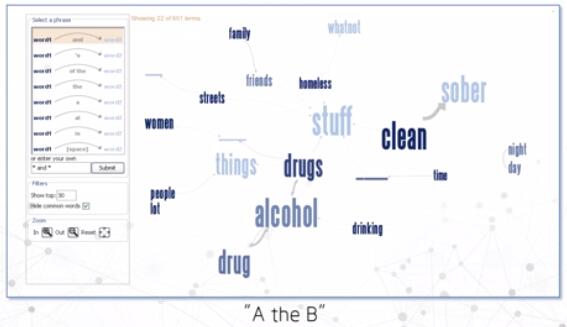 Select a phrase
word1 and word2
word1 's word2
word1 of the word2
word1 the word2
word1 a word2
word1 at word2
word1 is word2
word1 [space] word2
or enter your own
* and *
Submit
Filters
Show top: 30
Hide common words
Zoom
In Out Reset
Showing 22 of 651 terms
family
whatnot
friends
homeless
streets
sober
women
stuff
clean
things
drugs
night
day
time
people
lot
alcohol
drinking
drug
"A the B"